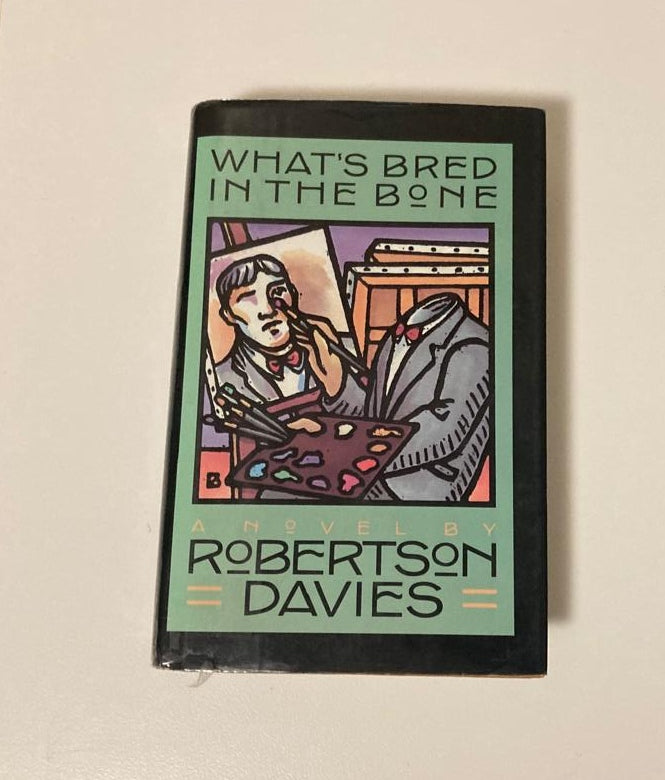 WHAT'S BRED
IN THE BONE
B
A NOVEL BY
ROBERTSON
DAVIES